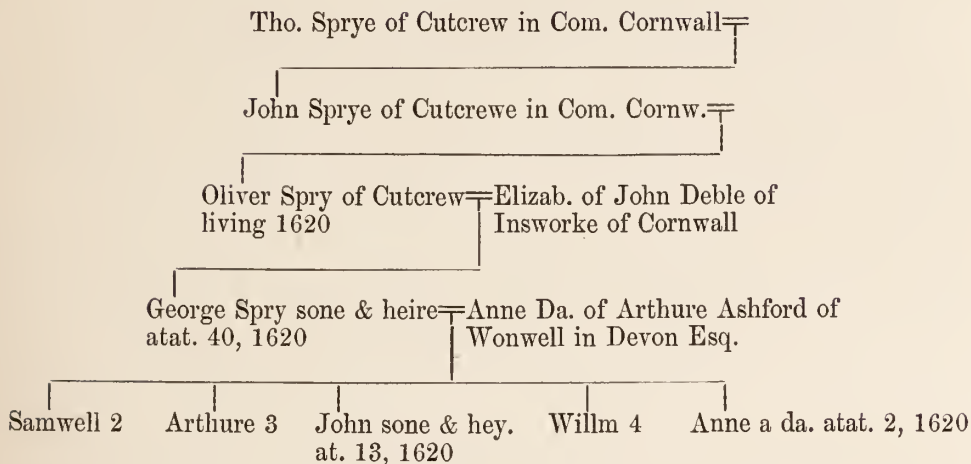 Tho. Sprye of Cutcrew in Com. Cornwall
John Sprye of Cutcrewe in Com. Cornw.
Oliver Spry of Cutcrew
living 1620
Elizab. of John Deble of
Insworke of Cornwall
George Spry sone & heire
atat. 40, 1620
Anne Da. of Arthure Ashford of
Wonwell in Devon Esq.
Samwell 2
Arthure 3
John sone & hey.
at. 13, 1620
Willm 4
Anne a da. atat. 2, 1620